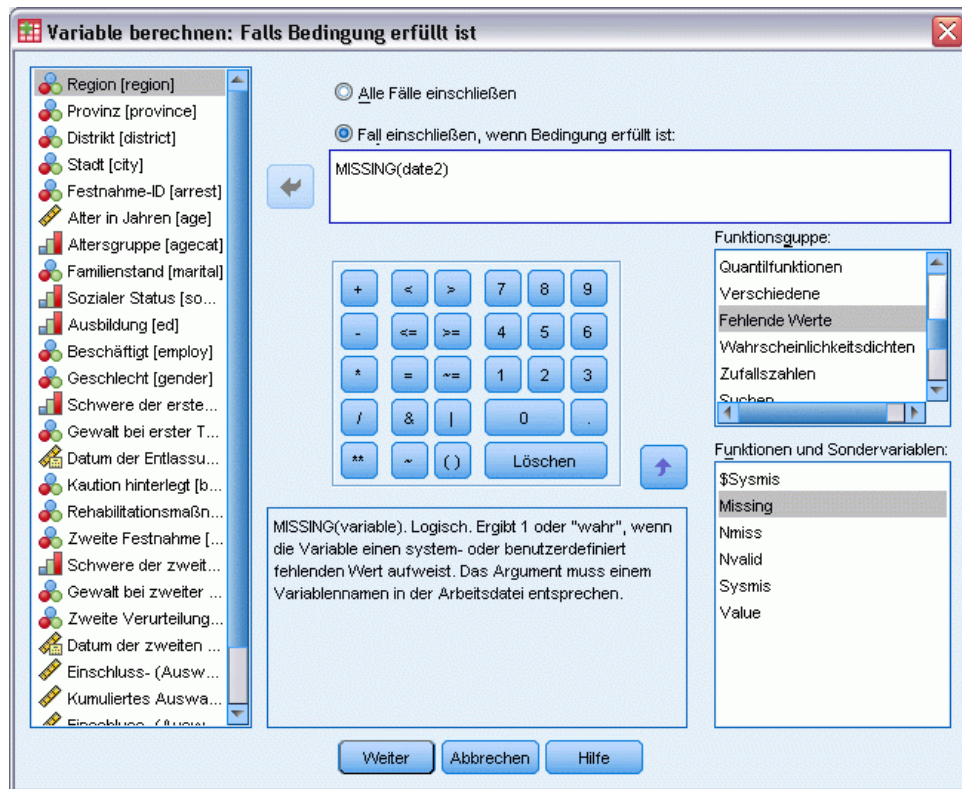 Variable berechnen: Falls Bedingung erfüllt ist
Region [region]
Provinz [province]
Distrikt [district]
Stadt [city]
Festnahme-ID [arrest]
Alter in Jahren [age]
Altersgruppe [agecat]
Familienstand [marital]
Sozialer Status [so...
Ausbildung [ed]
Beschäftigt [employ]
Geschlecht [gender]
Schwere der erste...
Gewalt bei erster T...
Datum der Entlassu...
Kaution hinterlegt [b...
Rehabilitationsmaßn...
Zweite Festnahme [...
Schwere der zweit...
Gewalt bei zweiter ...
Zweite Verurteilung...
Datum der zweiten ...
Einschluss- (Ausw...
Kumuliertes Auswa...
Einschluss- (Ausw...
Alle Fälle einschließen
Fall einschließen, wenn Bedingung erfüllt ist:
MISSING(date2)
+ < > 7 8 9
- <= >= 4 5 6
* = ~= 1 2 3
/ & | 0 .
** ~ ( ) Löschen
MISSING(variable). Logisch. Ergibt 1 oder "wahr", wenn
die Variable einen system- oder benutzerdefiniert
fehlenden Wert aufweist. Das Argument muss einem
Variablennamen in der Arbeitsdatei entsprechen.
Funktionsgruppe:
Quantilfunktionen
Verschiedene
Fehlende Werte
Wahrscheinlichkeitsdichten
Zufallszahlen
Suchen
Funktionen und Sondervariablen:
$Sysmis
Missing
Nmiss
Nvalid
Sysmis
Value
Weiter Abbrechen Hilfe